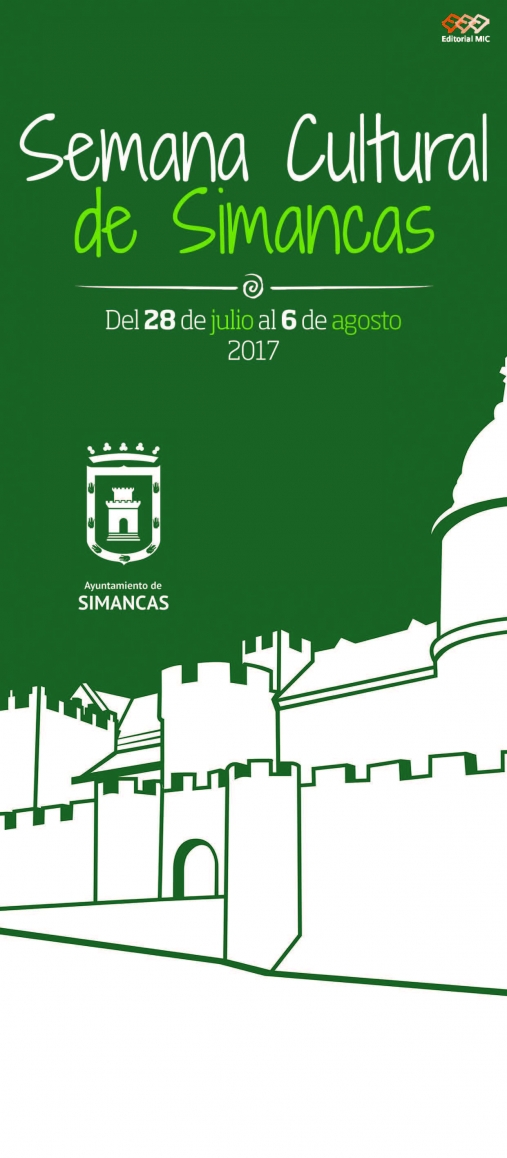 Editorial MIC
Semana Cultural
de Simancas
Del 28 de julio al 6 de agosto
2017
Ayuntamiento de
SIMANCAS